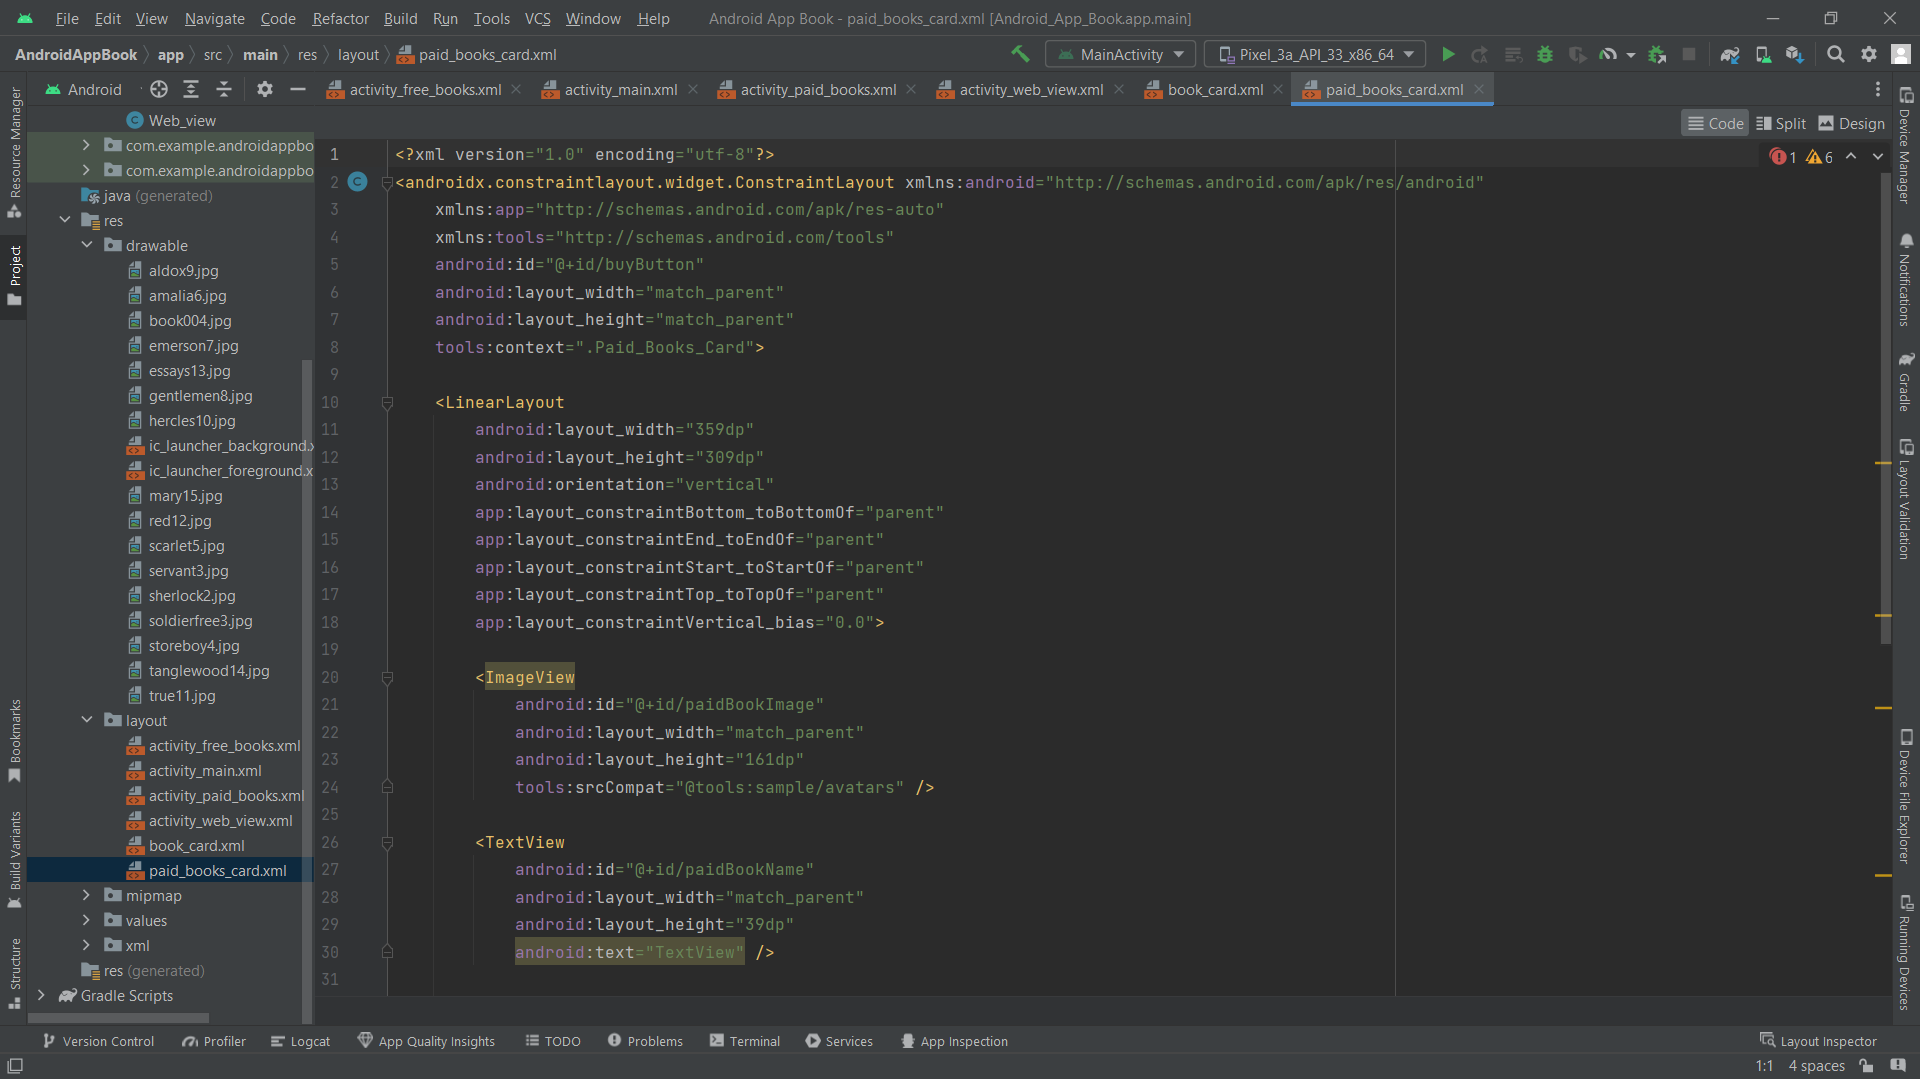 File Edit View Navigate Code Refactor Build Run Tools VCS Window Help Android App Book - paid_books_card.xml [Android_App_Book.app.main]
AndroidAppBook app src main res layout paid_books_card.xml MainActivity Pixel_3a_API_33_x86_64
Android activity_free_books.xml activity_main.xml activity_paid_books.xml activity_web_view.xml book_card.xml paid_books_card.xml
Code Split Design
1 6
Resource Manager
Project
Bookmarks
Build Variants
Structure
Web_view
com.example.androidappbo
com.example.androidappbo
java (generated)
res
drawable
aldox9.jpg
amalia6.jpg
book004.jpg
emerson7.jpg
essays13.jpg
gentlemen8.jpg
hercles10.jpg
ic_launcher_background.x
ic_launcher_foreground.x
mary15.jpg
red12.jpg
scarlet5.jpg
servant3.jpg
sherlock2.jpg
soldierfree3.jpg
storeboy4.jpg
tanglewood14.jpg
true11.jpg
layout
activity_free_books.xml
activity_main.xml
activity_paid_books.xml
activity_web_view.xml
book_card.xml
paid_books_card.xml
mipmap
values
xml
res (generated)
Gradle Scripts
1 <?xml version="1.0" encoding="utf-8"?>
2 <androidx.constraintlayout.widget.ConstraintLayout xmlns:android="http://schemas.android.com/apk/res/android"
3 xmlns:app="http://schemas.android.com/apk/res-auto"
4 xmlns:tools="http://schemas.android.com/tools"
5 android:id="@+id/buyButton"
6 android:layout_width="match_parent"
7 android:layout_height="match_parent"
8 tools:context=".Paid_Books_Card">
9
10 <LinearLayout
11 android:layout_width="359dp"
12 android:layout_height="309dp"
13 android:orientation="vertical"
14 app:layout_constraintBottom_toBottomOf="parent"
15 app:layout_constraintEnd_toEndOf="parent"
16 app:layout_constraintStart_toStartOf="parent"
17 app:layout_constraintTop_toTopOf="parent"
18 app:layout_constraintVertical_bias="0.0">
19
20 <ImageView
21 android:id="@+id/paidBookImage"
22 android:layout_width="match_parent"
23 android:layout_height="161dp"
24 tools:srcCompat="@tools:sample/avatars" />
25
26 <TextView
27 android:id="@+id/paidBookName"
28 android:layout_width="match_parent"
29 android:layout_height="39dp"
30 android:text="TextView" />
31
Device Manager
Notifications
Gradle
Layout Validation
Device File Explorer
Running Devices
Version Control Profiler Logcat App Quality Insights TODO Problems Terminal Services App Inspection Layout Inspector
1:1 4 spaces